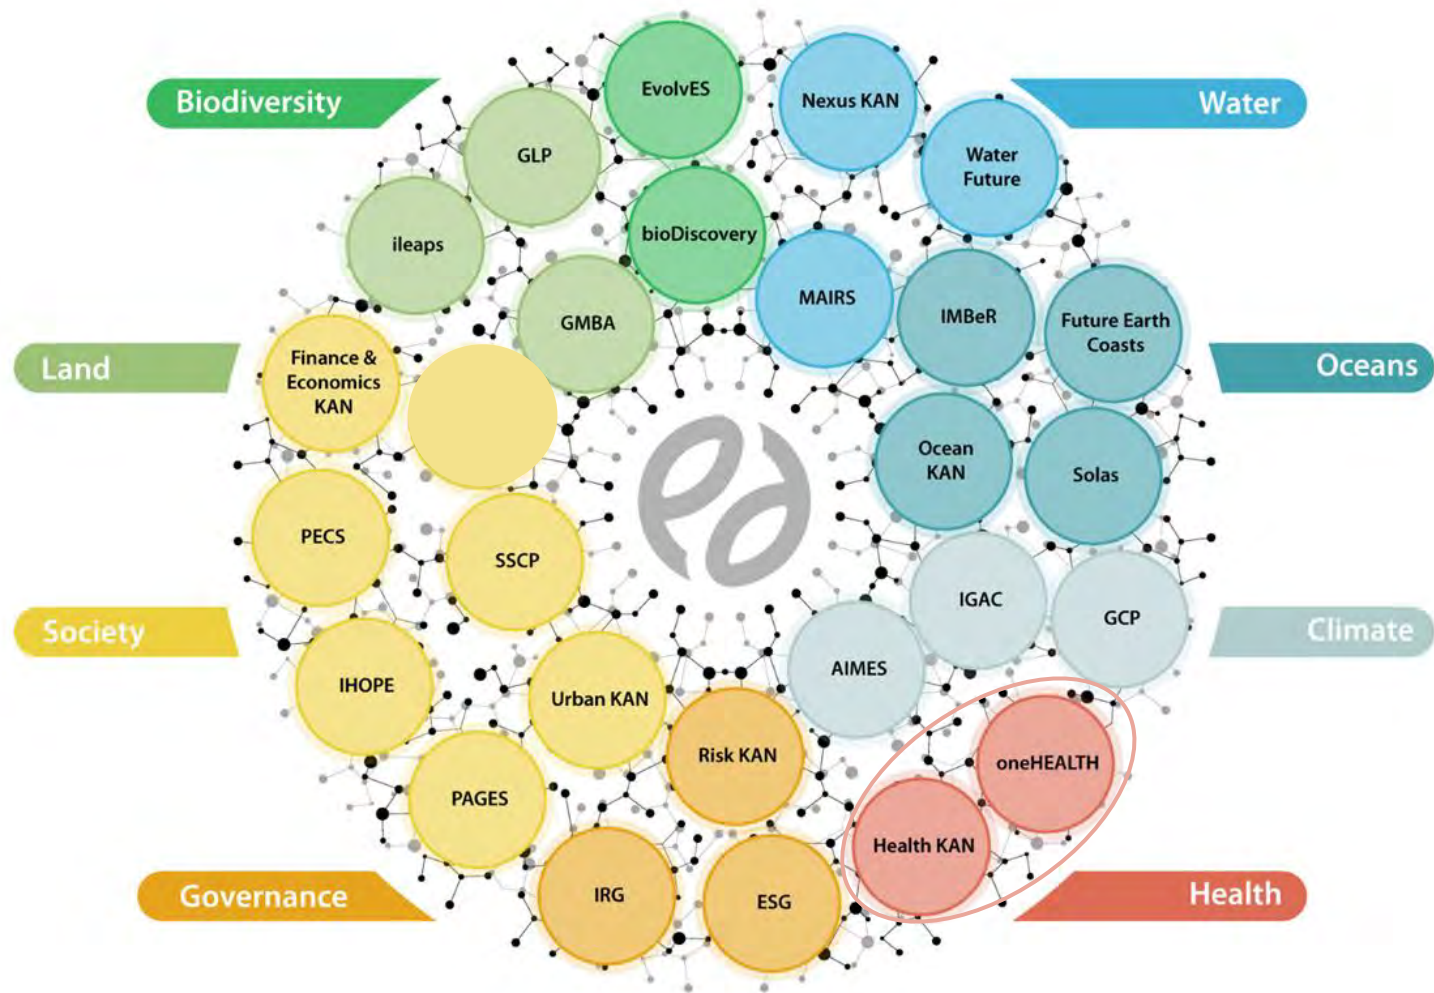 Biodiversity
EvolvES
Nexus KAN
Water
GLP
Water
Future
ileaps
bioDiscovery
GMBA
MAIRS
IMBeR
Future Earth
Coasts
Land
Finance &
Economics
KAN
Oceans
Ocean
KAN
Solas
PECS
SSCP
IGAC
GCP
Society
Climate
IHOPE
Urban KAN
AIMES
Risk KAN
oneHEALTH
PAGES
Health KAN
Governance
IRG
ESG
Health